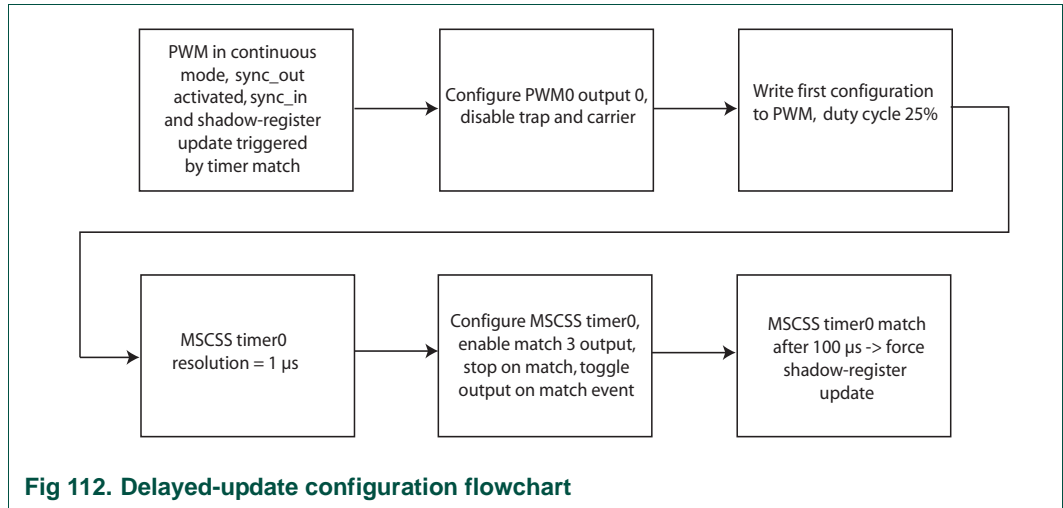 PWM in continuous
mode, sync_out
activated, sync_in
and shadow-register
update triggered
by timer match
Configure PWM0 output 0,
disable trap and carrier
Write first configuration
to PWM, duty cycle 25%
MSCSS timer0
resolution = 1 µs
Configure MSCSS timer0,
enable match 3 output,
stop on match, toggle
output on match event
MSCSS timer0 match
after 100 µs -> force
shadow-register
update
Fig 112. Delayed-update configuration flowchart